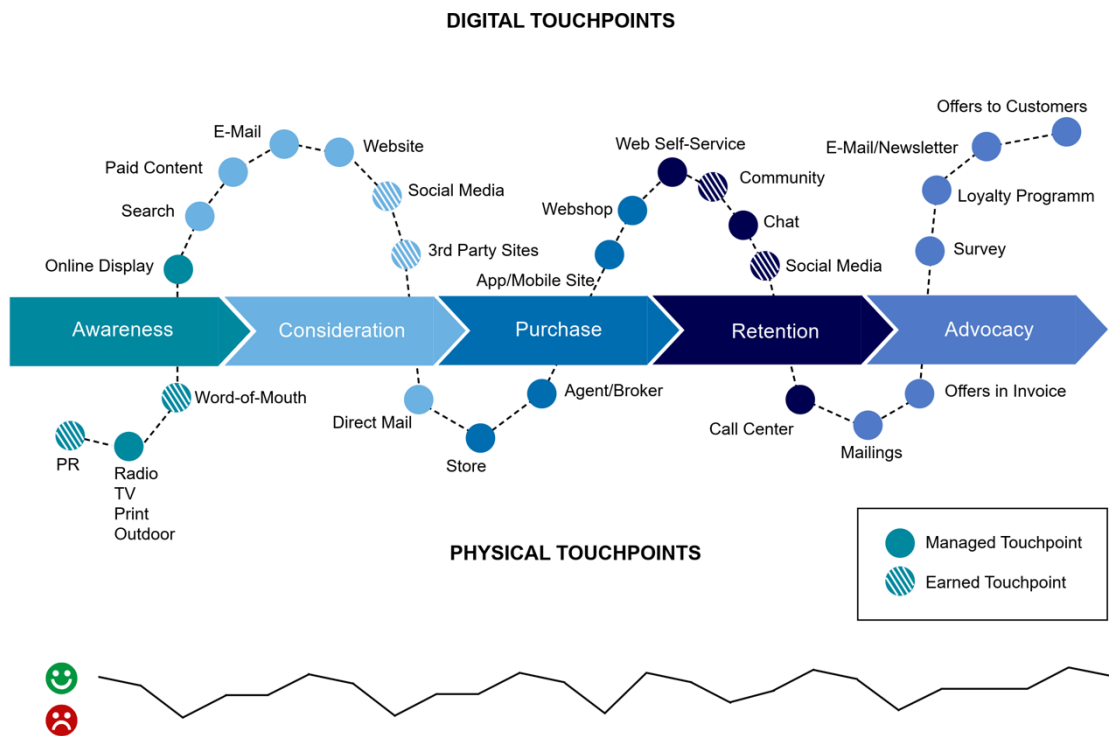 DIGITAL TOUCHPOINTS
Offers to Customers
E-Mail
Website
Web Self-Service
E-Mail/Newsletter
Paid Content
Social Media
Community
Loyalty Programm
Search
Webshop
Chat
3rd Party Sites
Survey
Online Display
App/Mobile Site
Social Media
Awareness
Consideration
Purchase
Retention
Advocacy
Word-of-Mouth
Agent/Broker
Offers in Invoice
Direct Mail
Call Center
Mailings
PR
Store
Radio
TV
Print
Outdoor
PHYSICAL TOUCHPOINTS
Managed Touchpoint
Earned Touchpoint